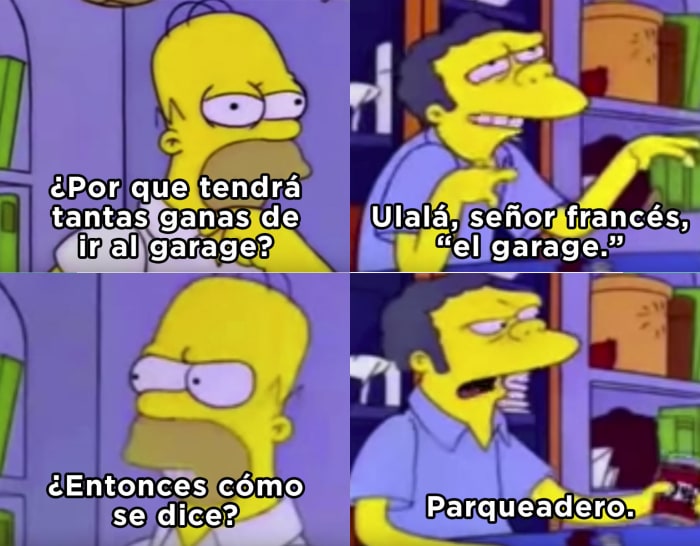 ¿Por que tendrá
tantas ganas de
ir al garage?
Ulalá, señor francés,
“el garage.”
¿Entonces cómo
se dice?
Parqueadero.